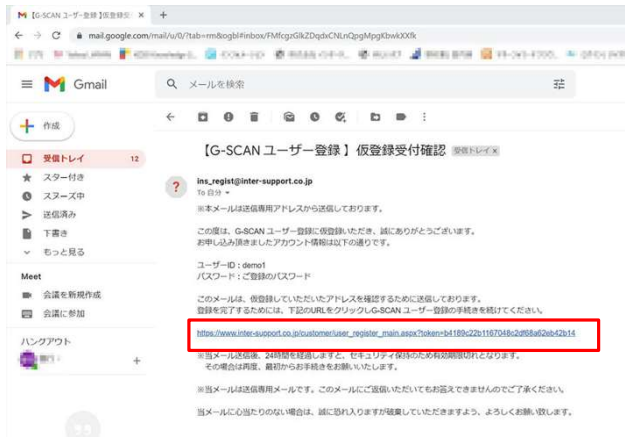 [G-SCAN ユーザー登録 ]仮登録受
mail.google.com/mail/u/0/?tab=rm&ogbl#inbox/FMfcgzGlkZDqdxCNLnQpgMpgKbwkXXfk
Gmail
メールを検索
作成
受信トレイ 12
スター付き
スヌーズ中
送信済み
下書き
もっと見る
Meet
会議を新規作成
会議に参加
ハングアウト
【G-SCAN ユーザー登録 】仮登録受付確認 受信トレイ×
ins_regist@inter-support.co.jp
To 自分
※本メールは送信専用アドレスから送信しております。
この度は、G-SCAN ユーザー登録に仮登録いただき、誠にありがとうございます。
お申し込み頂きましたアカウント情報は以下の通りです。
ユーザーID : demo1
パスワード : ご登録のパスワード
このメールは、仮登録していただいたアドレスを確認するために送信しております。
登録を完了するためには、下記のURLをクリックしG-SCAN ユーザー登録の手続きを続けてください。
https://www.inter-support.co.jp/customer/user_register_main.aspx?token=b4189c22b1167048c2df68a62eb42b14
※当メール送信後、24時間を経過しますと、セキュリティ保持のため有効期限切れとなります。
その場合は再度、最初からお手続きをお願いいたします。
※当メールは送信専用メールです。このメールにご返信いただいてもお答えできませんのでご了承ください。
当メールに心当たりのない場合は、誠に恐れ入りますが破棄していただきますよう、よろしくお願い致します。